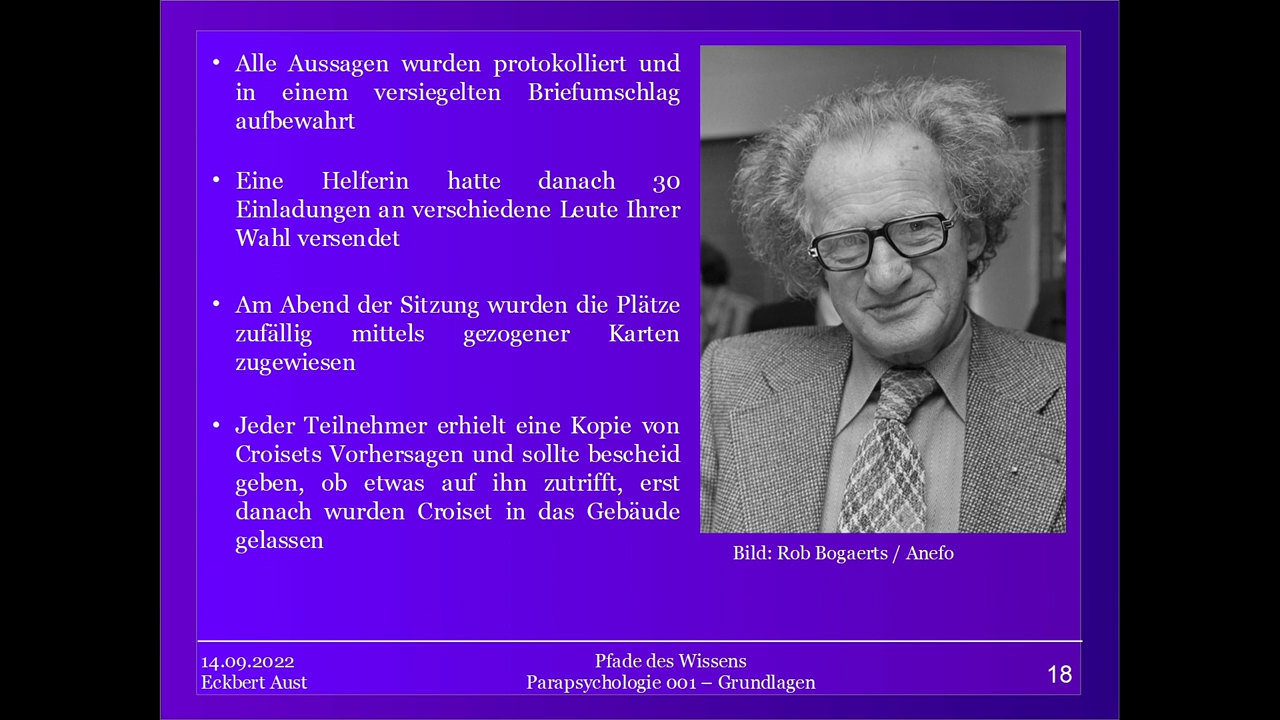 • Alle Aussagen wurden protokolliert und
in einem versiegelten Briefumschlag
aufbewahrt
• Eine Helferin hatte danach 30
Einladungen an verschiedene Leute Ihrer
Wahl versendet
• Am Abend der Sitzung wurden die Plätze
zufällig mittels gezogener Karten
zugewiesen
• Jeder Teilnehmer erhielt eine Kopie von
Croisets Vorhersagen und sollte bescheid
geben, ob etwas auf ihn zutrifft, erst
danach wurden Croiset in das Gebäude
gelassen
Bild: Rob Bogaerts / Anefo
14.09.2022
Eckbert Aust
Pfade des Wissens
Parapsychologie 001 – Grundlagen
18